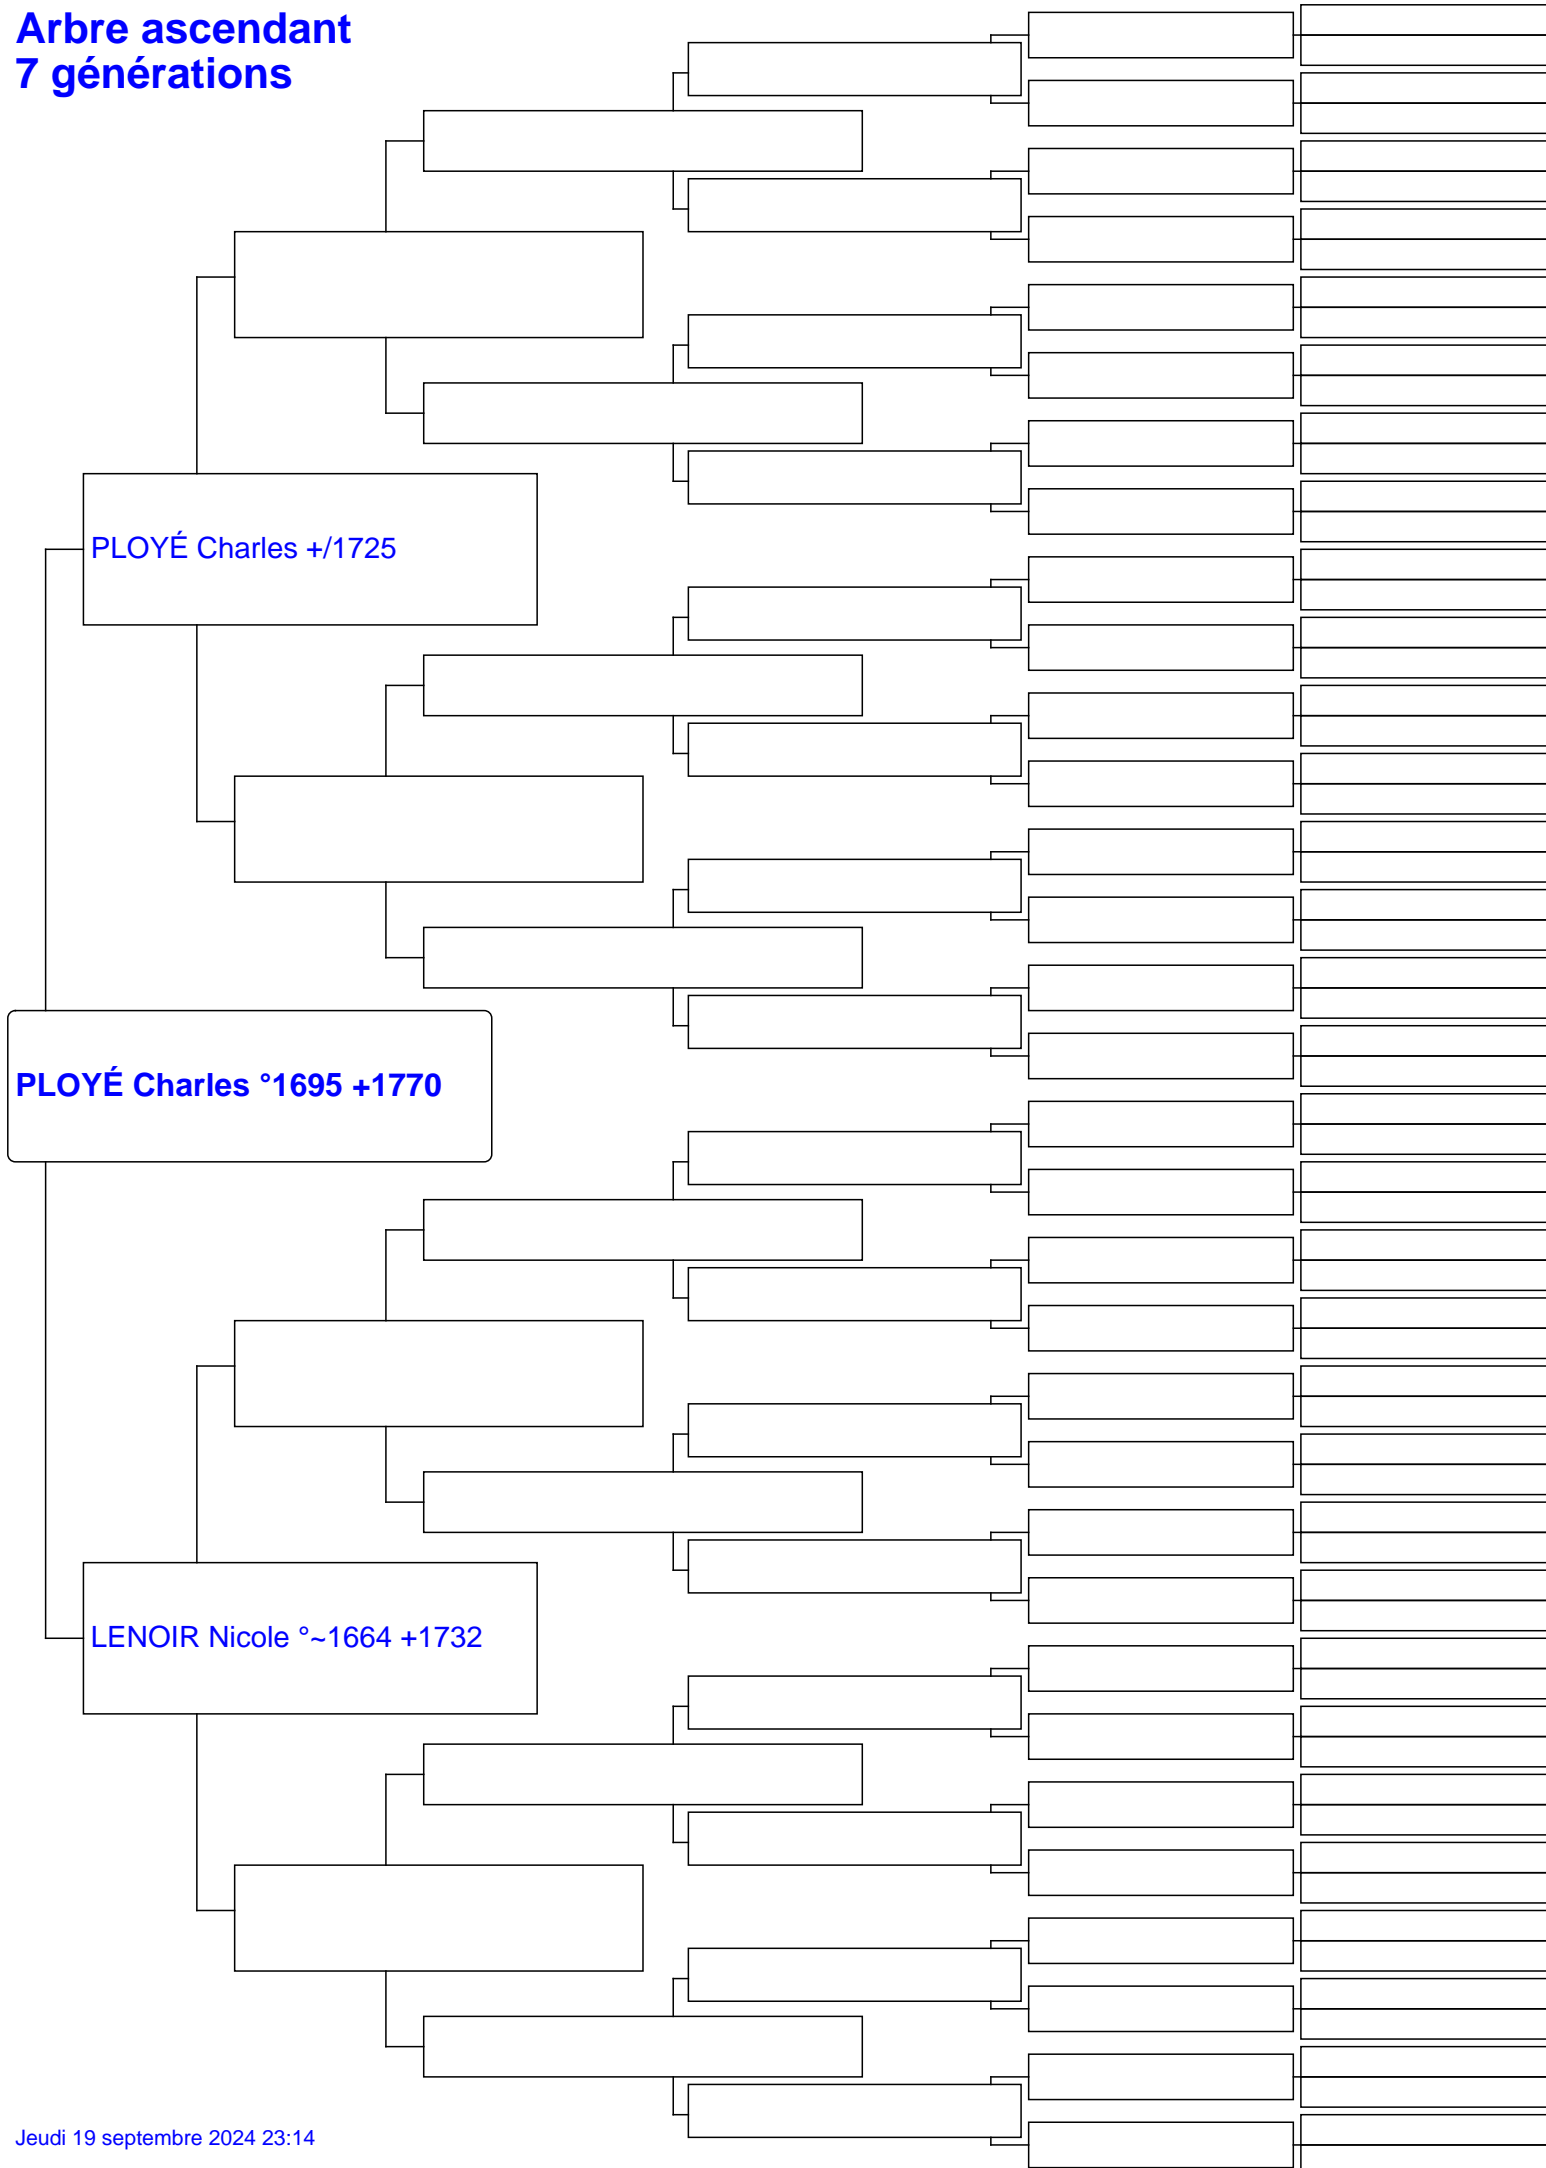 Arbre ascendant
7 générations
PLOYÉ Charles +/1725
PLOYÉ Charles °1695 +1770
LENOIR Nicole °~1664 +1732
Jeudi 19 septembre 2024 23:14